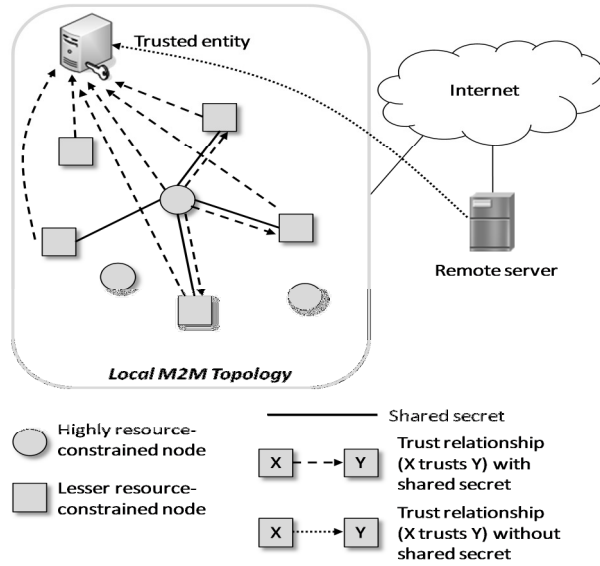 Trusted entity
Internet
Remote server
Local M2M Topology
Highly resource-
constrained node
Lesser resource-
constrained node
Shared secret
X
Y
Trust relationship
(X trusts Y) with
shared secret
X
Y
Trust relationship
(X trusts Y) without
shared secret